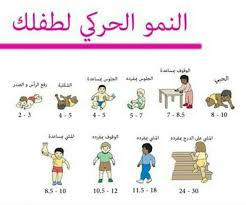 النمو الحركي لطفلك
رفع الرأس و الصدر
2 - 3
الشقلبة
4 - 5
الجلوس بمساعدة
4 - 5
الجلوس بمفرده
5 - 7
الوقوف بمساعدة
7 - 8.5
الحبي
8 - 10
المشي بمساعدة
8.5 - 10
الوقوف بمفرده
10.5 - 12
المشي بمفرده
11.5 - 18
المشي على الدرج بمفرده
24 - 30